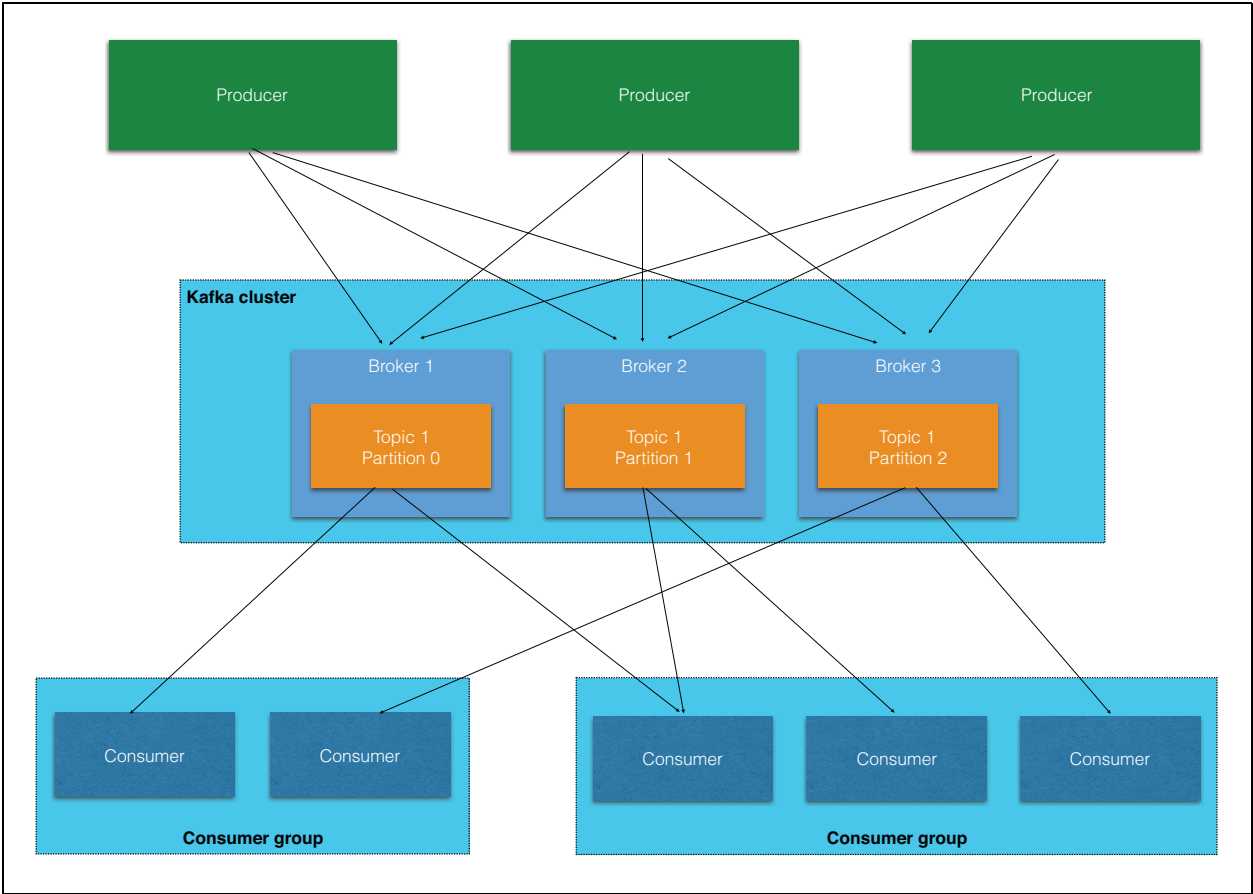 Producer
Producer
Producer
Kafka cluster
Broker 1
Broker 2
Broker 3
Topic 1
Partition 0
Topic 1
Partition 1
Topic 1
Partition 2
Consumer
Consumer
Consumer group
Consumer
Consumer
Consumer
Consumer group